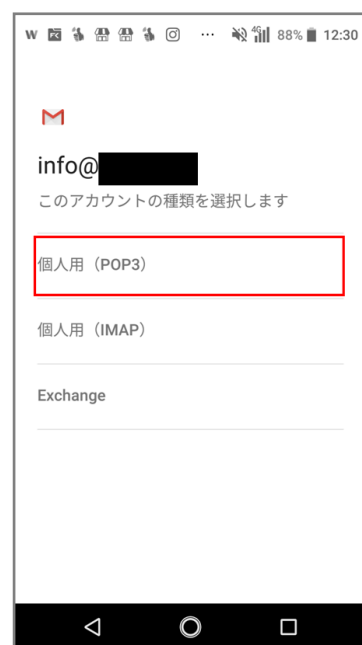 W 4G 88% 12:30
info@
このアカウントの種類を選択します
個人用（POP3）
個人用（IMAP）
Exchange